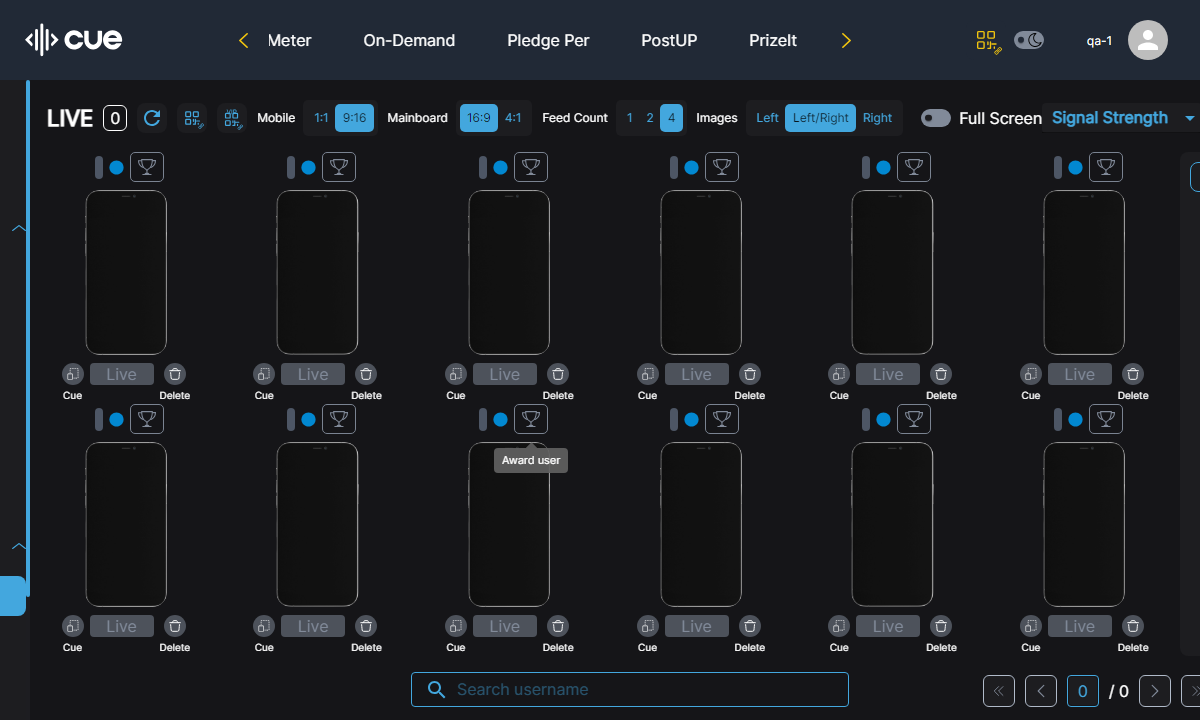 cue Meter On-Demand Pledge Per PostUP Prizelt qa-1
LIVE 0 Mobile 1:1 9:16 Mainboard 16:9 4:1 Feed Count 1 2 4 Images Left Left/Right Right Full Screen Signal Strength
Live Live Live Live Live Live
Cue Delete Cue Delete Cue Delete Cue Delete Cue Delete Cue Delete
Award user
Live Live Live Live Live Live
Cue Delete Cue Delete Cue Delete Cue Delete Cue Delete Cue Delete
Search username
0 / 0